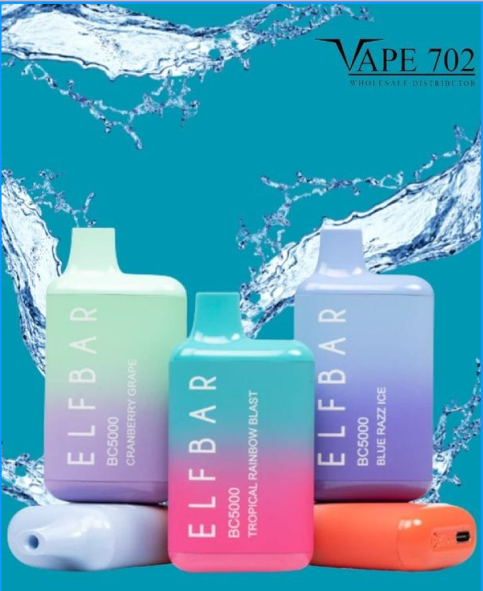 VAPE 702
WHOLESALE DISTRIBUTOR
ELFBAR
BC5000
CRANBERRY GRAPE
ELFBAR
BC5000
TROPICAL RAINBOW BLAST
ELFBAR
BC5000
BLUE RAZZ ICE